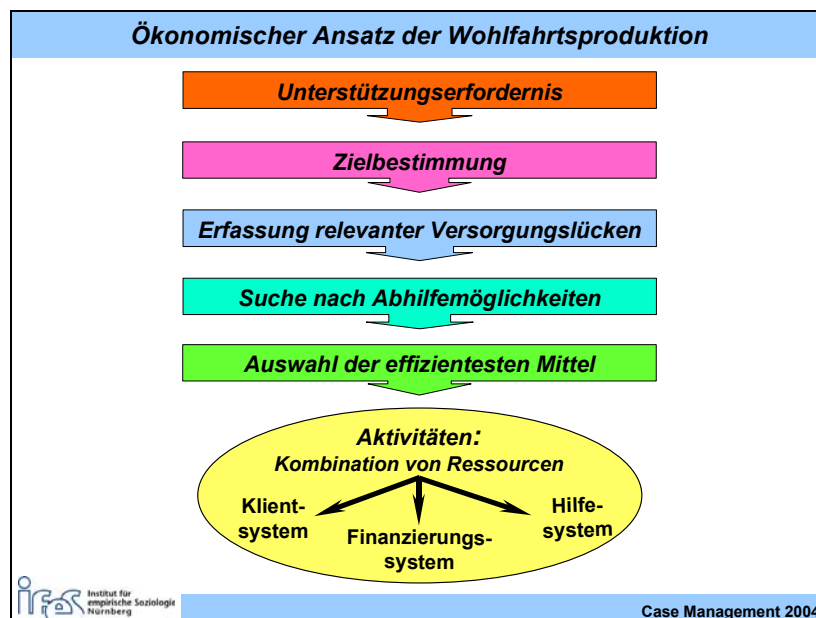 Ökonomischer Ansatz der Wohlfahrtsproduktion
Unterstützungserfordernis
Zielbestimmung
Erfassung relevanter Versorgungslücken
Suche nach Abhilfemöglichkeiten
Auswahl der effizientesten Mittel
Aktivitäten:
Kombination von Ressourcen
Klient-
system
Finanzierungs-
system
Hilfe-
system
ifes
Institut für
empirische Soziologie
Nürnberg
Case Management 2004